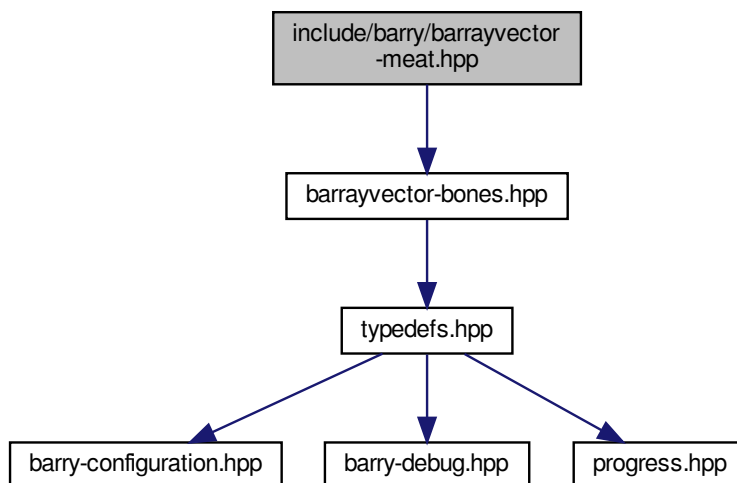 include/barry/barrayvector
-meat.hpp
barrayvector-bones.hpp
typedefs.hpp
barry-configuration.hpp
barry-debug.hpp
progress.hpp